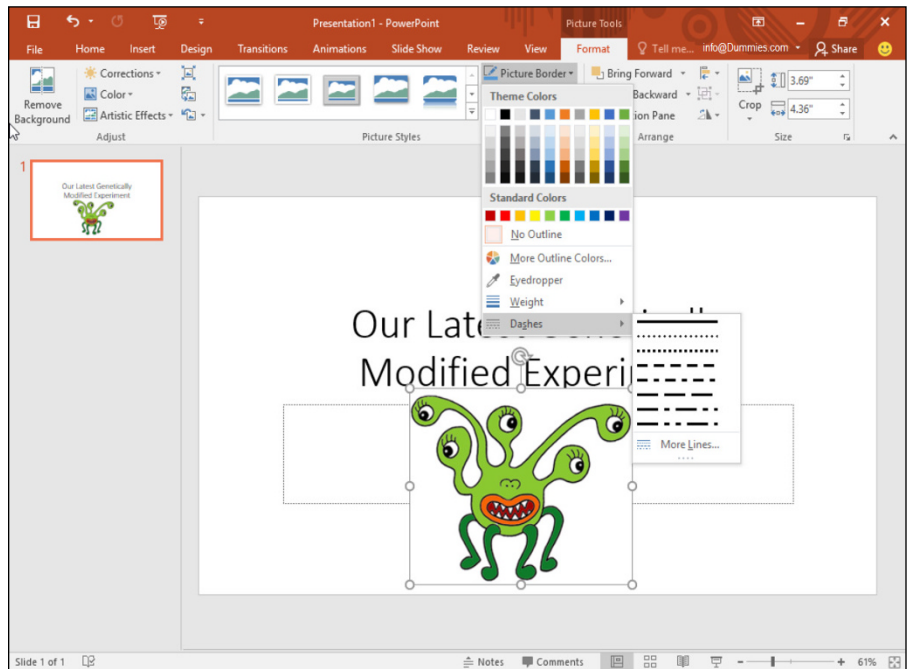 Presentation1 - PowerPoint
Picture Tools
File Home Insert Design Transitions Animations Slide Show Review View Format Tell me... info@Dummies.com Share
Remove
Background
Corrections
Color
Artistic Effects
Adjust
Picture Styles
Picture Border
Theme Colors
Standard Colors
No Outline
More Outline Colors...
Eyedropper
Weight
Dashes
More Lines...
Bring Forward
Backward
ion Pane
Arrange
Crop
3.69"
4.36"
Size
1
Our Latest Genetically
Modified Experiment
Our Late
Modified Experi
Slide 1 of 1 Notes Comments 61%